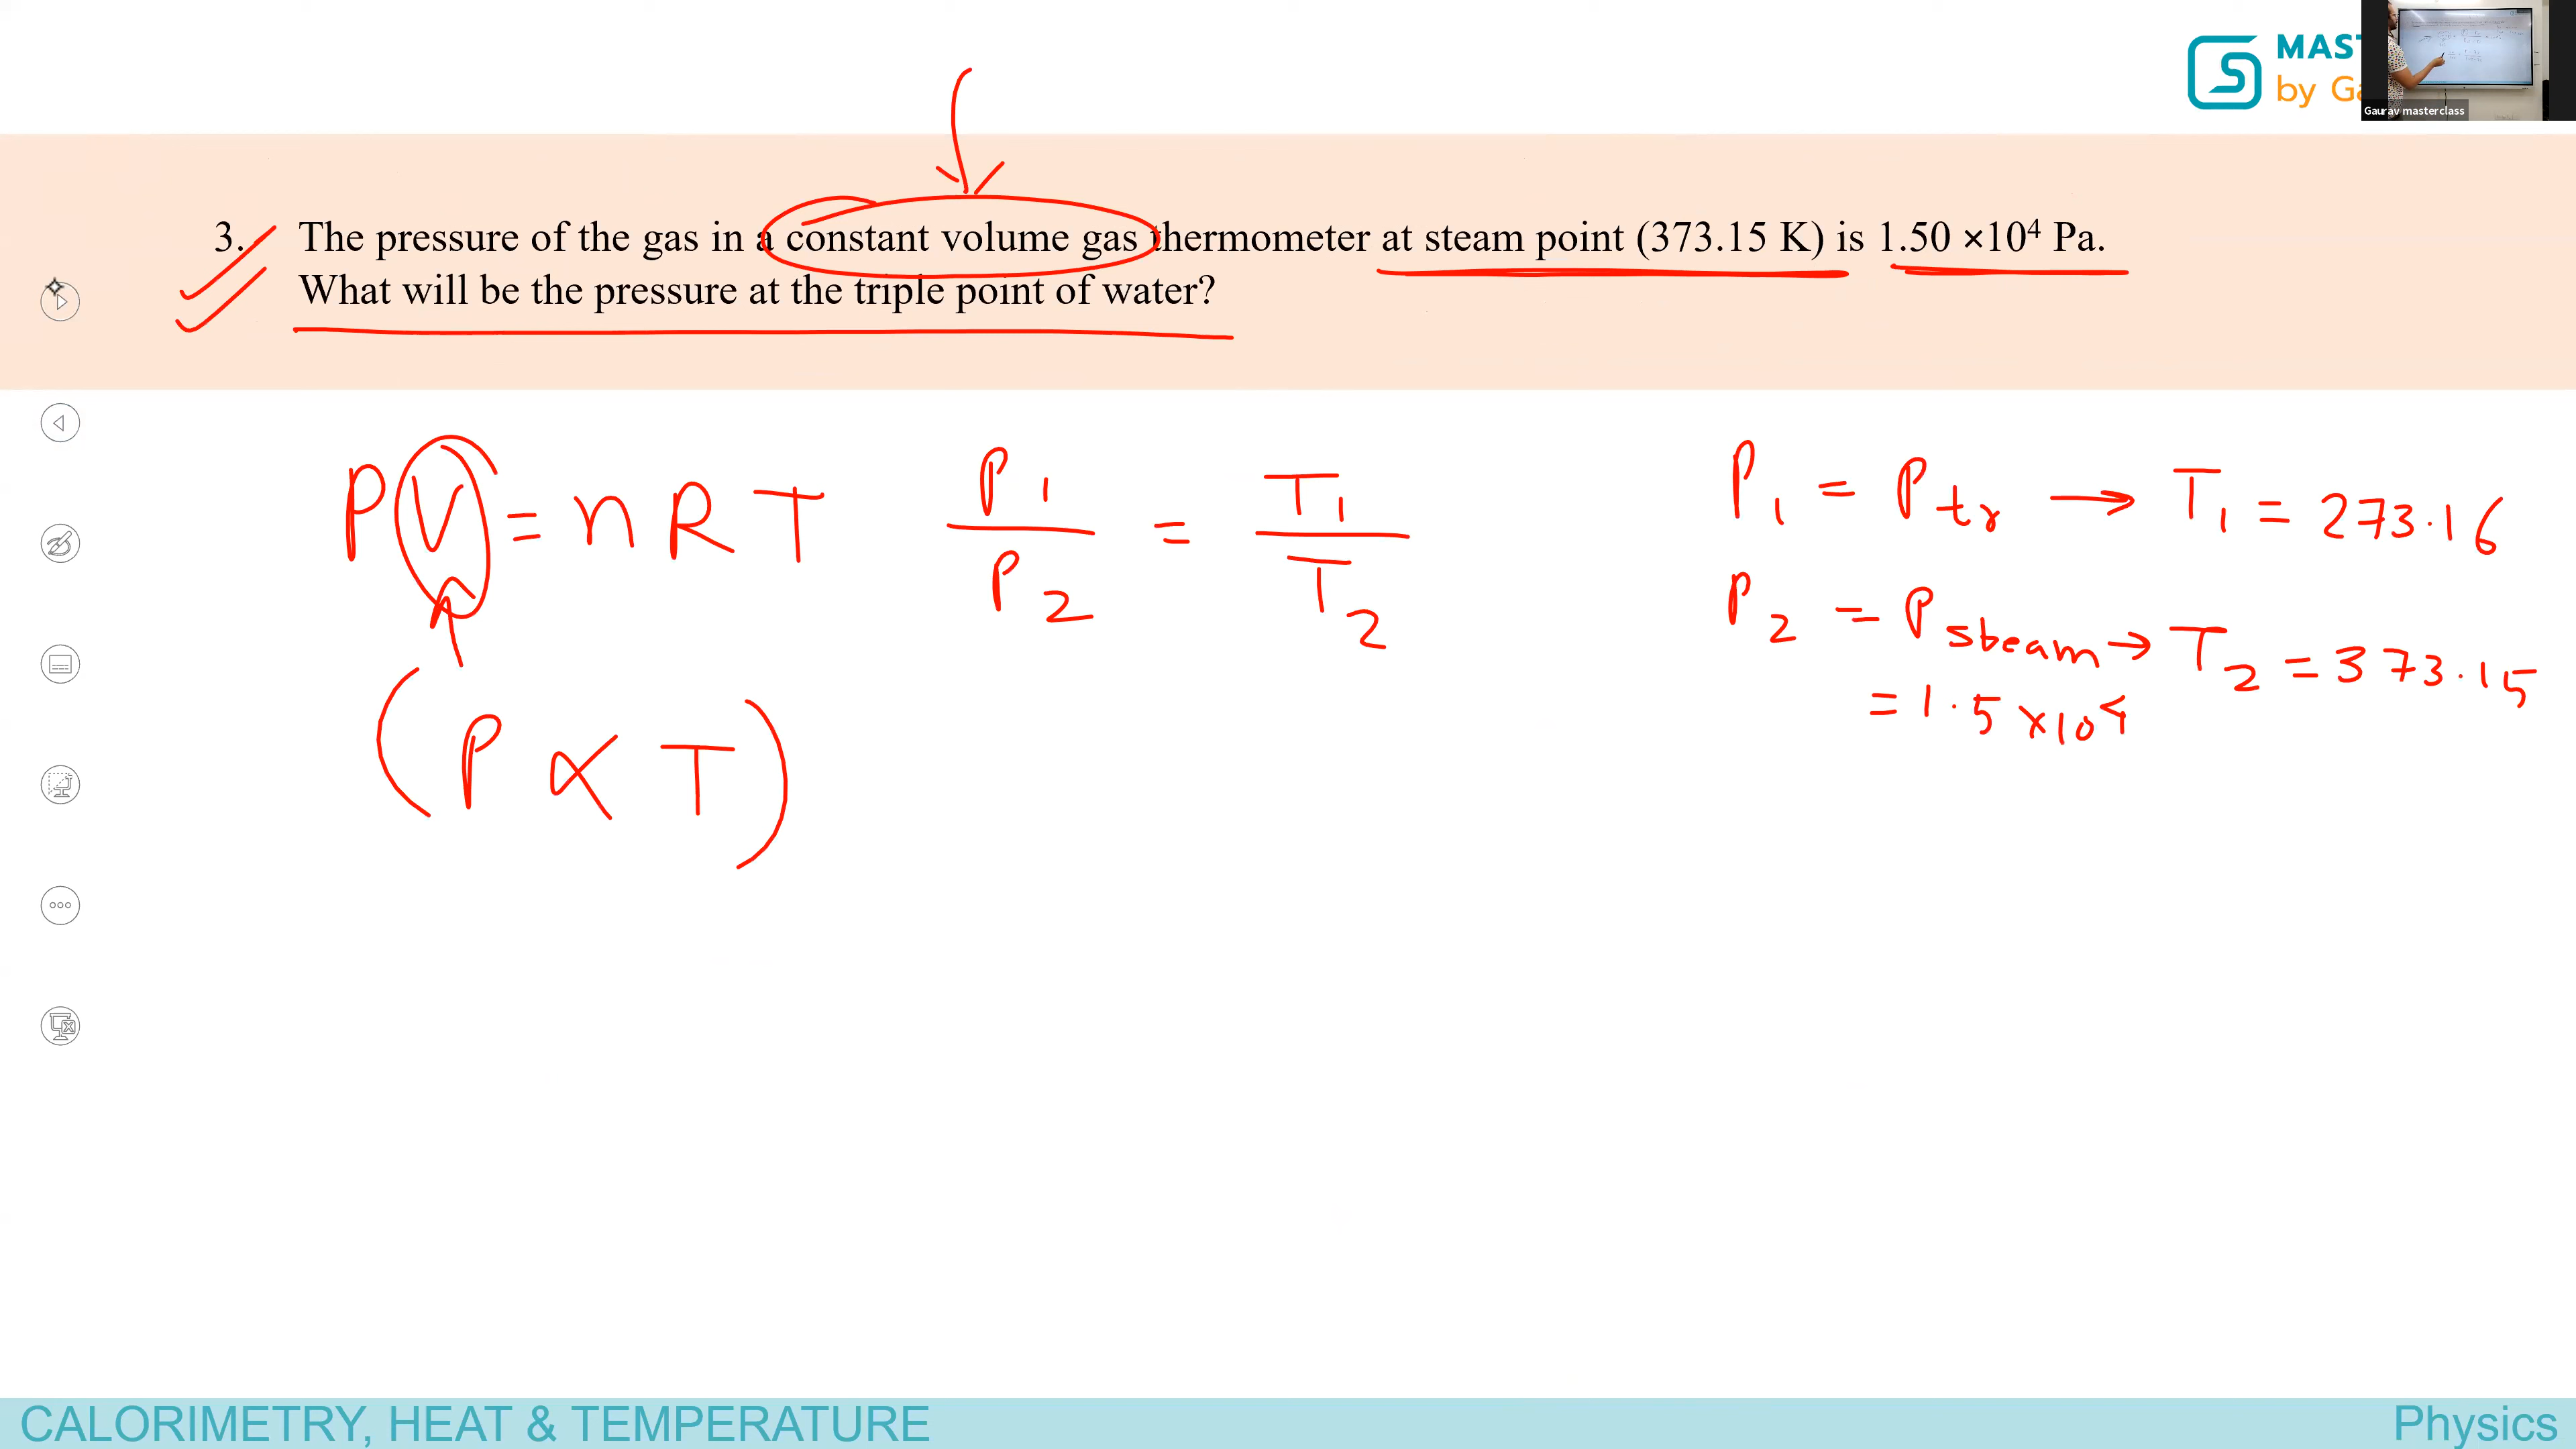 MAST
by Ga
Gaurav masterclass
3. The pressure of the gas in a constant volume gas thermometer at steam point (373.15 K) is 1.50 ×10⁴ Pa.
What will be the pressure at the triple point of water?
PV = nRT
P1 / P2 = T1 / T2
(P ∝ T)
P1 = Ptr → T1 = 273.16
P2 = Psteam → T2 = 373.15
= 1.5 × 10⁴
CALORIMETRY, HEAT & TEMPERATURE
Physics